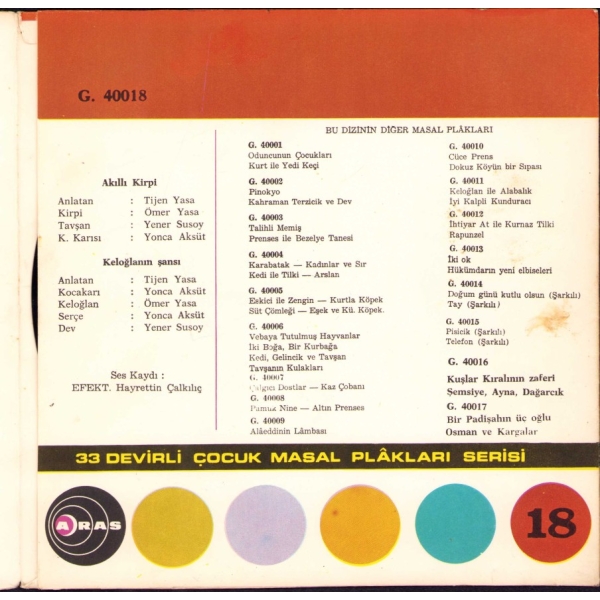 G. 40018
Akıllı Kirpi
Anlatan : Tijen Yasa
Kirpi : Ömer Yasa
Tavşan : Yener Susoy
K. Karısı : Yonca Aksüt
Keloğlanın şansı
Anlatan : Tijen Yasa
Kocakarı : Yonca Aksüt
Keloğlan : Ömer Yasa
Serçe : Yonca Aksüt
Dev : Yener Susoy
Ses Kaydı :
EFEKT. Hayrettin Çalkılıç
BU DİZİNİN DİĞER MASAL PLÂKLARI
G. 40001
Oduncunun Çocukları
Kurt ile Yedi Keçi
G. 40002
Pinokyo
Kahraman Terzicik ve Dev
G. 40003
Talihli Memiş
Prenses ile Bezelye Tanesi
G. 40004
Karabatak — Kadınlar ve Sır
Kedi ile Tilki — Arslan
G. 40005
Eskici ile Zengin — Kurtla Köpek
Süt Çömleği — Eşek ve Kü. Köpek.
G. 40006
Vebaya Tutulmuş Hayvanlar
İki Boğa, Bir Kurbağa
Kedi, Gelincik ve Tavşan
Tavşanın Kulakları
G. 40007
Çalgıcı Dostlar — Kaz Çobanı
G. 40008
Pamuk Nine — Altın Prenses
G. 40009
Alâeddinin Lâmbası
G. 40010
Cüce Prens
Dokuz Köyün bir Sıpası
G. 40011
Keloğlan ile Alabalık
İyi Kalpli Kunduracı
G. 40012
İhtiyar At ile Kurnaz Tilki
Rapunzel
G. 40013
İki ok
Hükümdarın yeni elbiseleri
G. 40014
Doğum günü kutlu olsun (Şarkılı)
Tay (Şarkılı)
G. 40015
Pisicik (Şarkılı)
Telefon (Şarkılı)
G. 40016
Kuşlar Kıralının zaferi
Şemsiye, Ayna, Dağarcık
G. 40017
Bir Padişahın üç oğlu
Osman ve Kargalar
33 DEVİRLİ ÇOCUK MASAL PLÂKLARI SERİSİ
ARAS
18